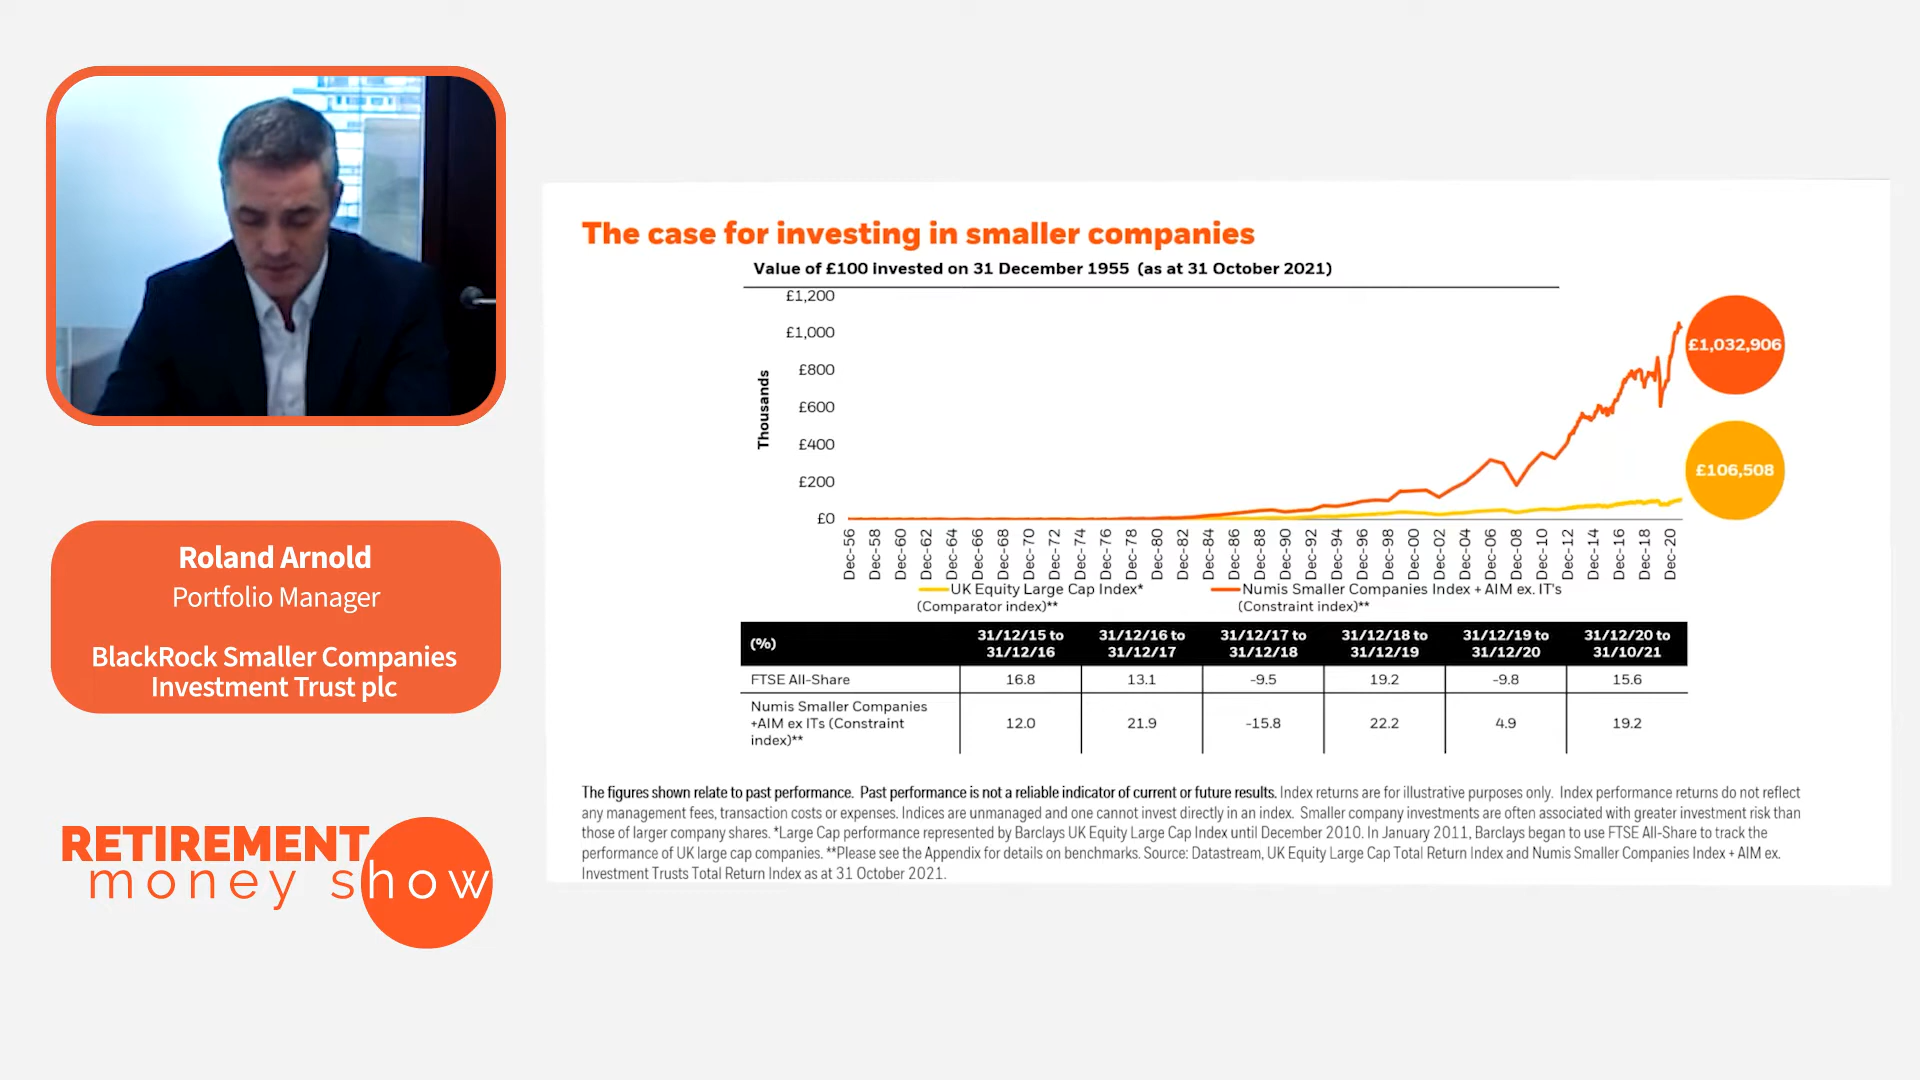 Roland Arnold
Portfolio Manager
BlackRock Smaller Companies
Investment Trust plc
RETIREMENT
money show
The case for investing in smaller companies
Value of £100 invested on 31 December 1955 (as at 31 October 2021)
Thousands
£1,200
£1,000
£800
£600
£400
£200
£0
Dec-56 Dec-58 Dec-60 Dec-62 Dec-64 Dec-66 Dec-68 Dec-70 Dec-72 Dec-74 Dec-76 Dec-78 Dec-80 Dec-82 Dec-84 Dec-86 Dec-88 Dec-90 Dec-92 Dec-94 Dec-96 Dec-98 Dec-00 Dec-02 Dec-04 Dec-06 Dec-08 Dec-10 Dec-12 Dec-14 Dec-16 Dec-18 Dec-20
£1,032,906
£106,508
UK Equity Large Cap Index*
(Comparator index)**
Numis Smaller Companies Index + AIM ex. IT's
(Constraint index)**
(%) 31/12/15 to 31/12/16 31/12/16 to 31/12/17 31/12/17 to 31/12/18 31/12/18 to 31/12/19 31/12/19 to 31/12/20 31/12/20 to 31/10/21
FTSE All-Share 16.8 13.1 -9.5 19.2 -9.8 15.6
Numis Smaller Companies
+AIM ex ITs (Constraint
index)** 12.0 21.9 -15.8 22.2 4.9 19.2
The figures shown relate to past performance. Past performance is not a reliable indicator of current or future results. Index returns are for illustrative purposes only. Index performance returns do not reflect
any management fees, transaction costs or expenses. Indices are unmanaged and one cannot invest directly in an index. Smaller company investments are often associated with greater investment risk than
those of larger company shares. *Large Cap performance represented by Barclays UK Equity Large Cap Index until December 2010. In January 2011, Barclays began to use FTSE All-Share to track the
performance of UK large cap companies. **Please see the Appendix for details on benchmarks. Source: Datastream, UK Equity Large Cap Total Return Index and Numis Smaller Companies Index + AIM ex.
Investment Trusts Total Return Index as at 31 October 2021.